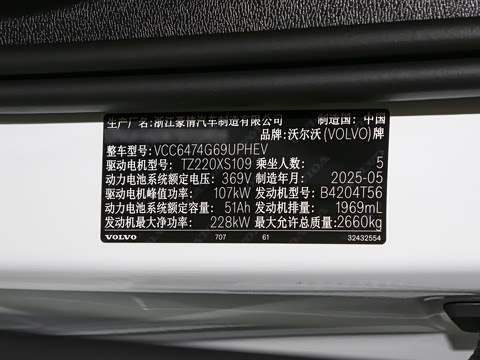 生产厂名:浙江豪情汽车制造有限公司 制造国:中国
品牌:沃尔沃(VOLVO)牌
整车型号:VCC6474G69UPHEV
驱动电机型号:TZ220XS109 乘坐人数: 5
动力电池系统额定电压: 369V 制造年月: 2025-05
驱动电机峰值功率: 107kW 发动机型号:B4204T56
动力电池系统额定容量: 51Ah 发动机排量: 1969mL
发动机最大净功率: 228kW 最大允许总质量:2660kg
VOLVO 707 61 32432554